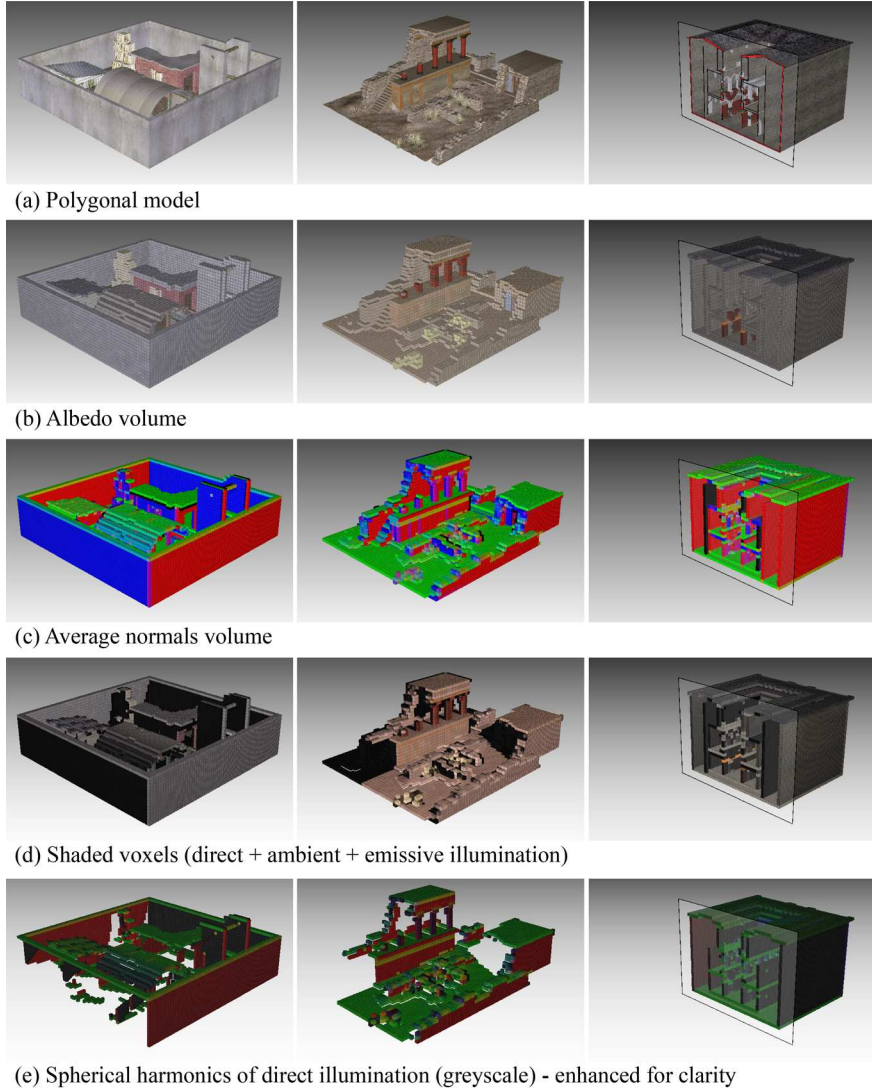 (a) Polygonal model
(b) Albedo volume
(c) Average normals volume
(d) Shaded voxels (direct + ambient + emissive illumination)
(e) Spherical harmonics of direct illumination (greyscale) - enhanced for clarity